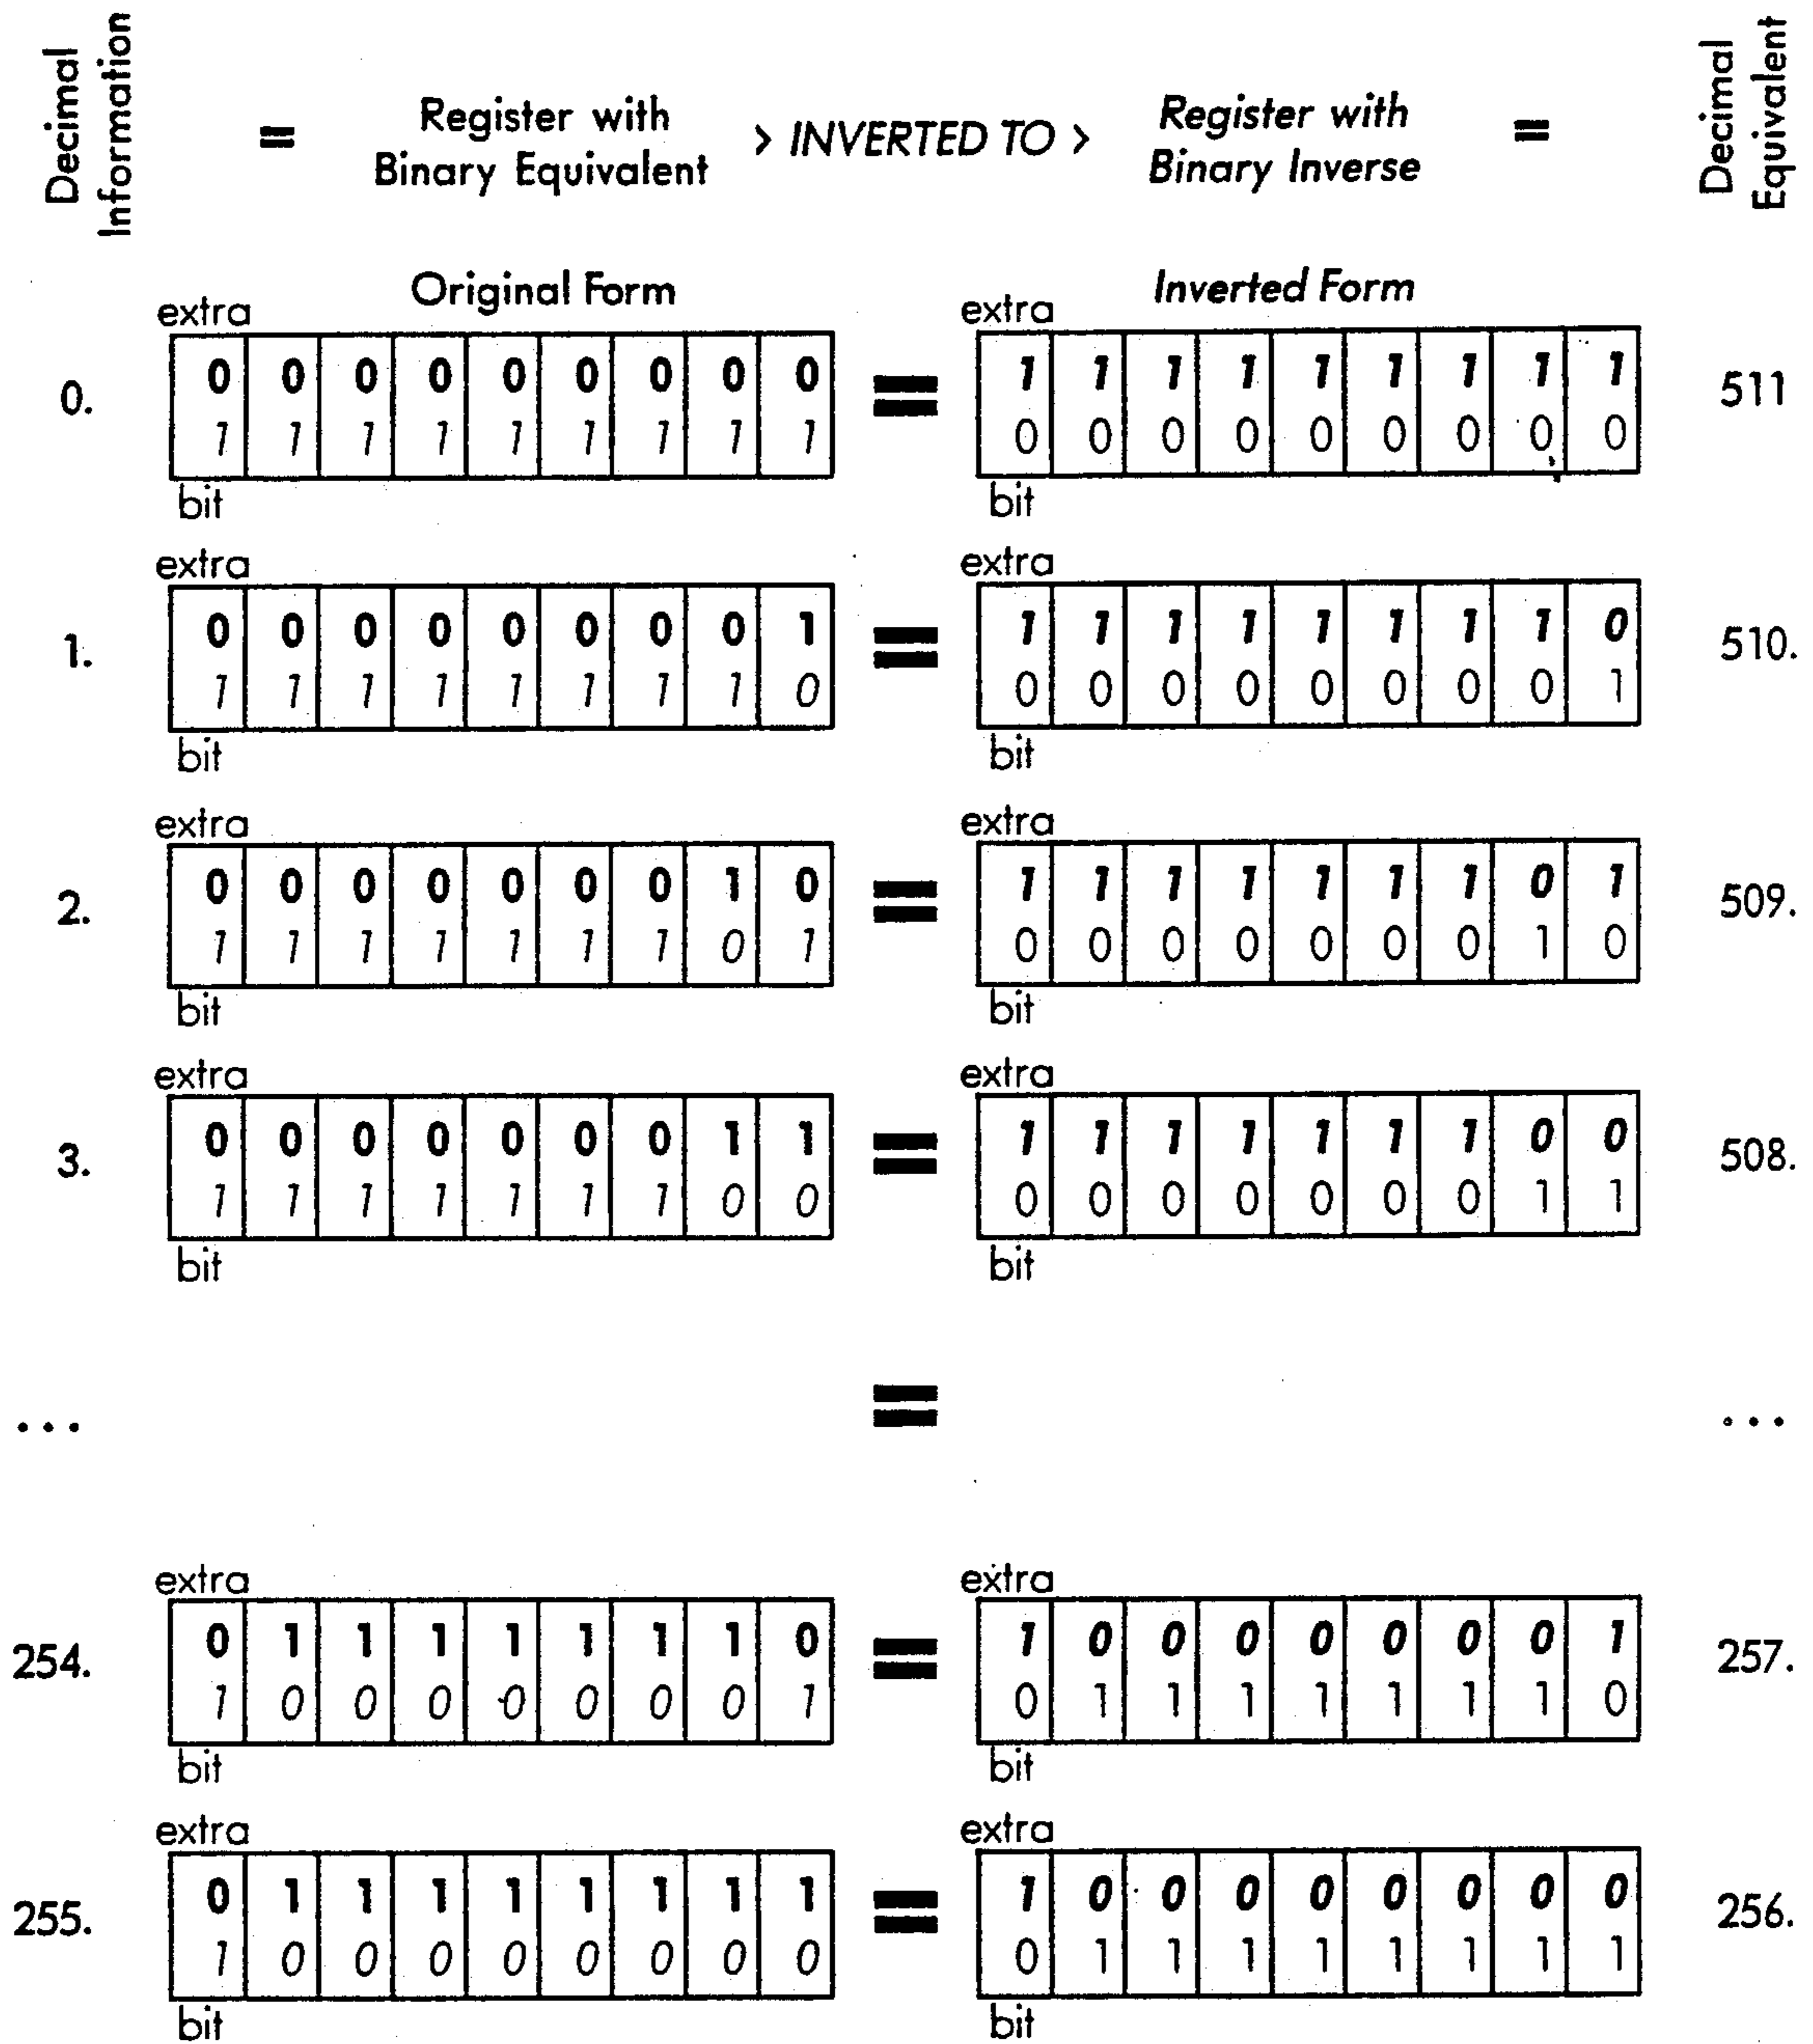 Decimal Information = Register with Binary Equivalent > INVERTED TO > Register with Binary Inverse = Decimal Equivalent
Original Form Inverted Form
extra extra
0. 0 0 0 0 0 0 0 0 0 = 1 1 1 1 1 1 1 1 1 511
1 1 1 1 1 1 1 1 1 0 0 0 0 0 0 0 0 0
bit bit
extra extra
1. 0 0 0 0 0 0 0 0 1 = 1 1 1 1 1 1 1 1 0 510.
1 1 1 1 1 1 1 1 0 0 0 0 0 0 0 0 0 1
bit bit
extra extra
2. 0 0 0 0 0 0 0 1 0 = 1 1 1 1 1 1 1 0 1 509.
1 1 1 1 1 1 1 0 1 0 0 0 0 0 0 0 1 0
bit bit
extra extra
3. 0 0 0 0 0 0 0 1 1 = 1 1 1 1 1 1 1 0 0 508.
1 1 1 1 1 1 1 0 0 0 0 0 0 0 0 0 1 1
bit bit
... = ...
extra extra
254. 0 1 1 1 1 1 1 1 0 = 1 0 0 0 0 0 0 0 1 257.
1 0 0 0 0 0 0 0 1 0 1 1 1 1 1 1 1 0
bit bit
extra extra
255. 0 1 1 1 1 1 1 1 1 = 1 0 0 0 0 0 0 0 0 256.
1 0 0 0 0 0 0 0 0 0 1 1 1 1 1 1 1 1
bit bit